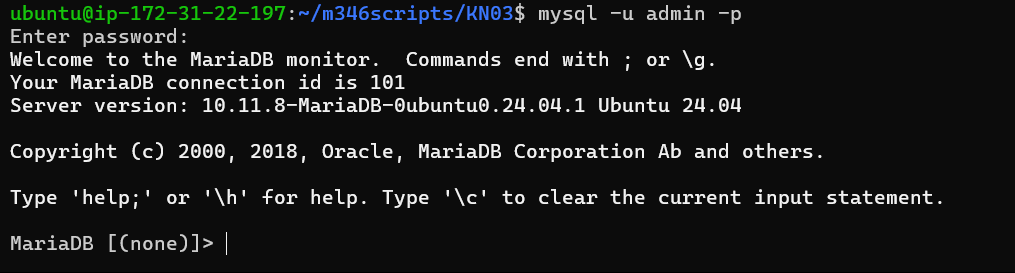 ubuntu@ip-172-31-22-197:~/m346scripts/KN03$ mysql -u admin -p
Enter password:
Welcome to the MariaDB monitor.  Commands end with ; or \g.
Your MariaDB connection id is 101
Server version: 10.11.8-MariaDB-0ubuntu0.24.04.1 Ubuntu 24.04

Copyright (c) 2000, 2018, Oracle, MariaDB Corporation Ab and others.

Type 'help;' or '\h' for help. Type '\c' to clear the current input statement.

MariaDB [(none)]>